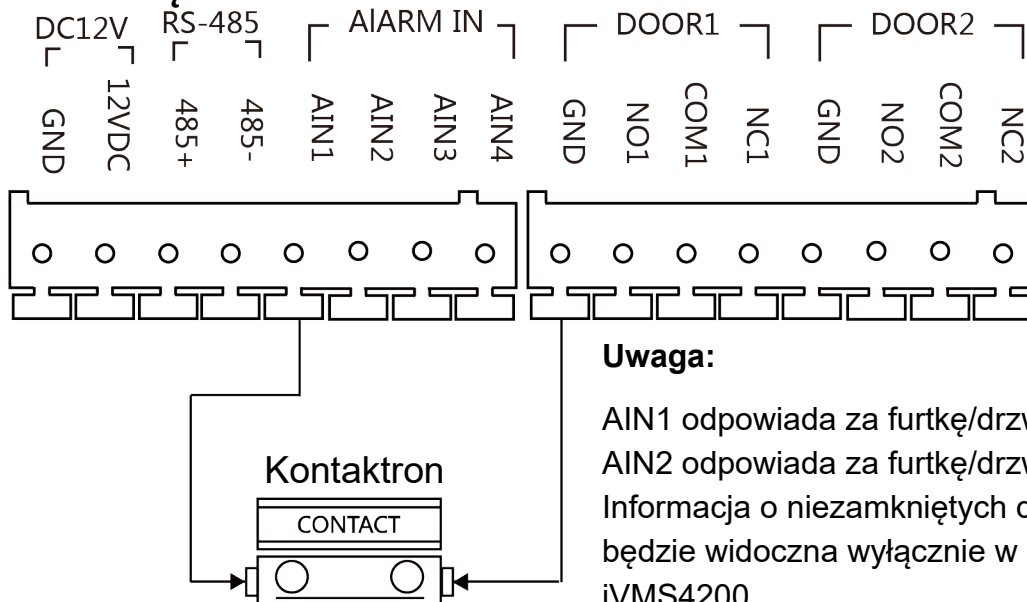 DC12V RS-485 AlARM IN DOOR1 DOOR2
GND 12VDC 485+ 485- AIN1 AIN2 AIN3 AIN4 GND NO1 COM1 NC1 GND NO2 COM2 NC2
Uwaga:
AIN1 odpowiada za furtkę/drzw
AIN2 odpowiada za furtkę/drzw
Kontaktron
Informacja o niezamkniętych
CONTACT
będzie widoczna wyłącznie w
iVMS4200